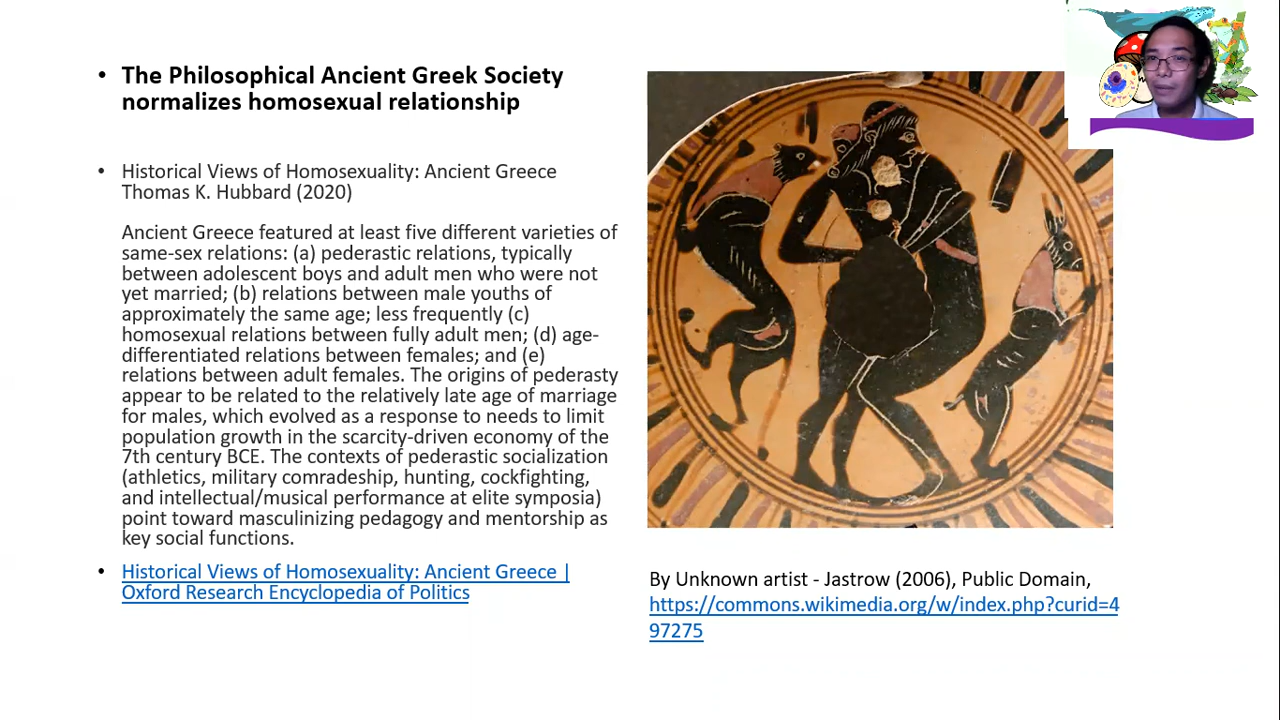 The Philosophical Ancient Greek Society
normalizes homosexual relationship
Historical Views of Homosexuality: Ancient Greece
Thomas K. Hubbard (2020)
Ancient Greece featured at least five different varieties of
same-sex relations: (a) pederastic relations, typically
between adolescent boys and adult men who were not
yet married; (b) relations between male youths of
approximately the same age; less frequently (c)
homosexual relations between fully adult men; (d) age-
differentiated relations between females; and (e)
relations between adult females. The origins of pederasty
appear to be related to the relatively late age of marriage
for males, which evolved as a response to needs to limit
population growth in the scarcity-driven economy of the
7th century BCE. The contexts of pederastic socialization
(athletics, military comradeship, hunting, cockfighting,
and intellectual/musical performance at elite symposia)
point toward masculinizing pedagogy and mentorship as
key social functions.
Historical Views of Homosexuality: Ancient Greece |
Oxford Research Encyclopedia of Politics
By Unknown artist - Jastrow (2006), Public Domain,
https://commons.wikimedia.org/w/index.php?curid=4
97275